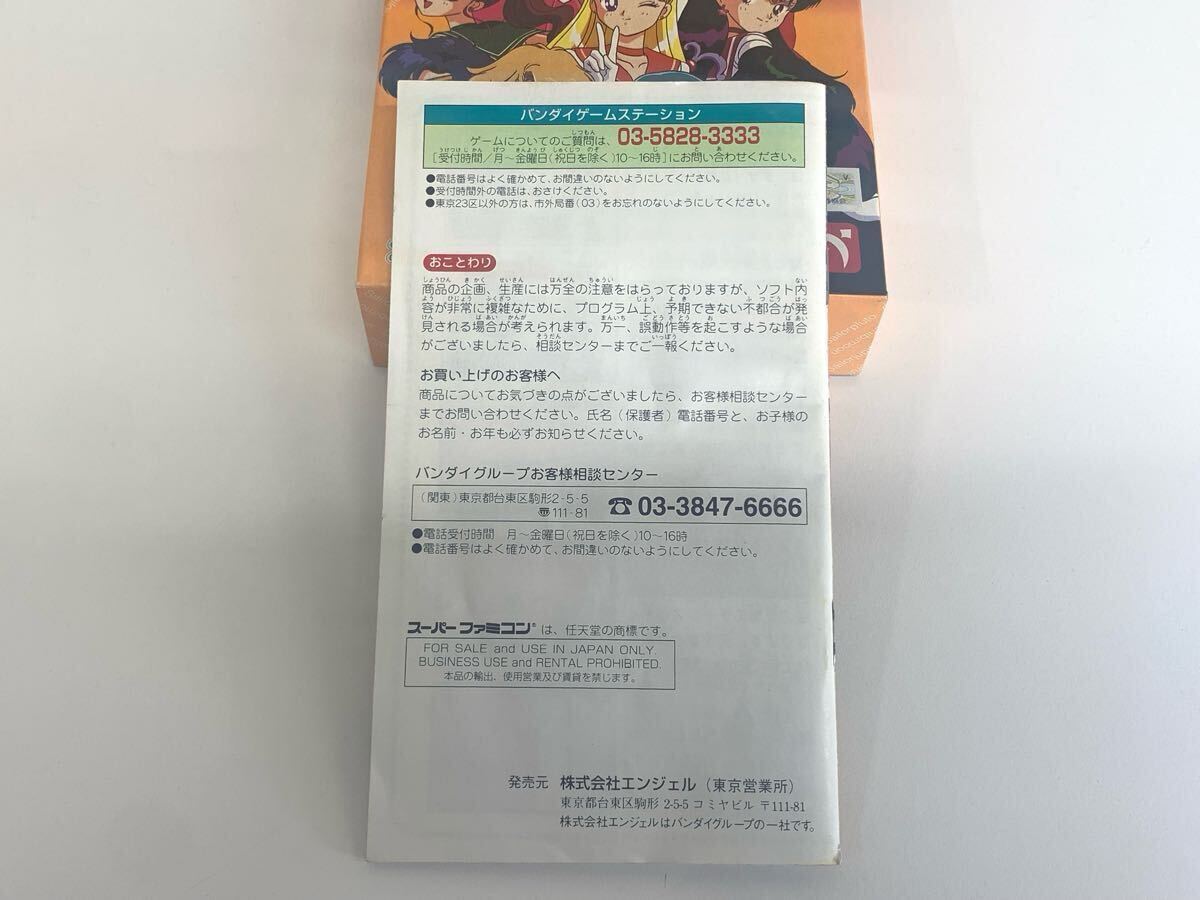 バンダイゲームステーション
ゲームについてのご質問は、03-5828-3333
[受付時間/月〜金曜日(祝日を除く)10〜16時]にお問い合わせください。
●電話番号はよく確かめて、お間違いのないようにしてください。
●受付時間外の電話は、おさけください。
●東京23区以外の方は、市外局番(03)をお忘れのないようにしてください。
おことわり
商品の企画、生産には万全の注意をはらっておりますが、ソフト内
容が非常に複雑なために、プログラム上、予期できない不都合が発
見される場合が考えられます。万一、誤動作等を起こすような場合
がございましたら、相談センターまでご一報ください。
お買い上げのお客様へ
商品についてお気づきの点がございましたら、お客様相談センター
までお問い合わせください。氏名(保護者)電話番号と、お子様の
お名前・お年も必ずお知らせください。
バンダイグループお客様相談センター
(関東)東京都台東区駒形2-5-5
〒111-81 ☎03-3847-6666
●電話受付時間 月〜金曜日(祝日を除く)10〜16時
●電話番号はよく確かめて、お間違いのないようにしてください。
スーパーファミコン®は、任天堂の商標です。
FOR SALE and USE IN JAPAN ONLY.
BUSINESS USE and RENTAL PROHIBITED.
本品の輸出、使用営業及び賃貸を禁じます。
発売元 株式会社エンジェル(東京営業所)
東京都台東区駒形 2-5-5 コミヤビル 〒111-81
株式会社エンジェルはバンダイグループの一社です。